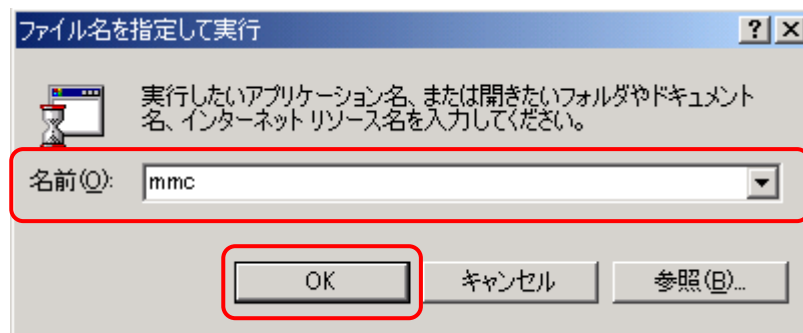 ファイル名を指定して実行
実行したいアプリケーション名、または開きたいフォルダやドキュメント
名、インターネット リソース名を入力してください。
名前(O):
mmc
OK
キャンセル
参照(B)...